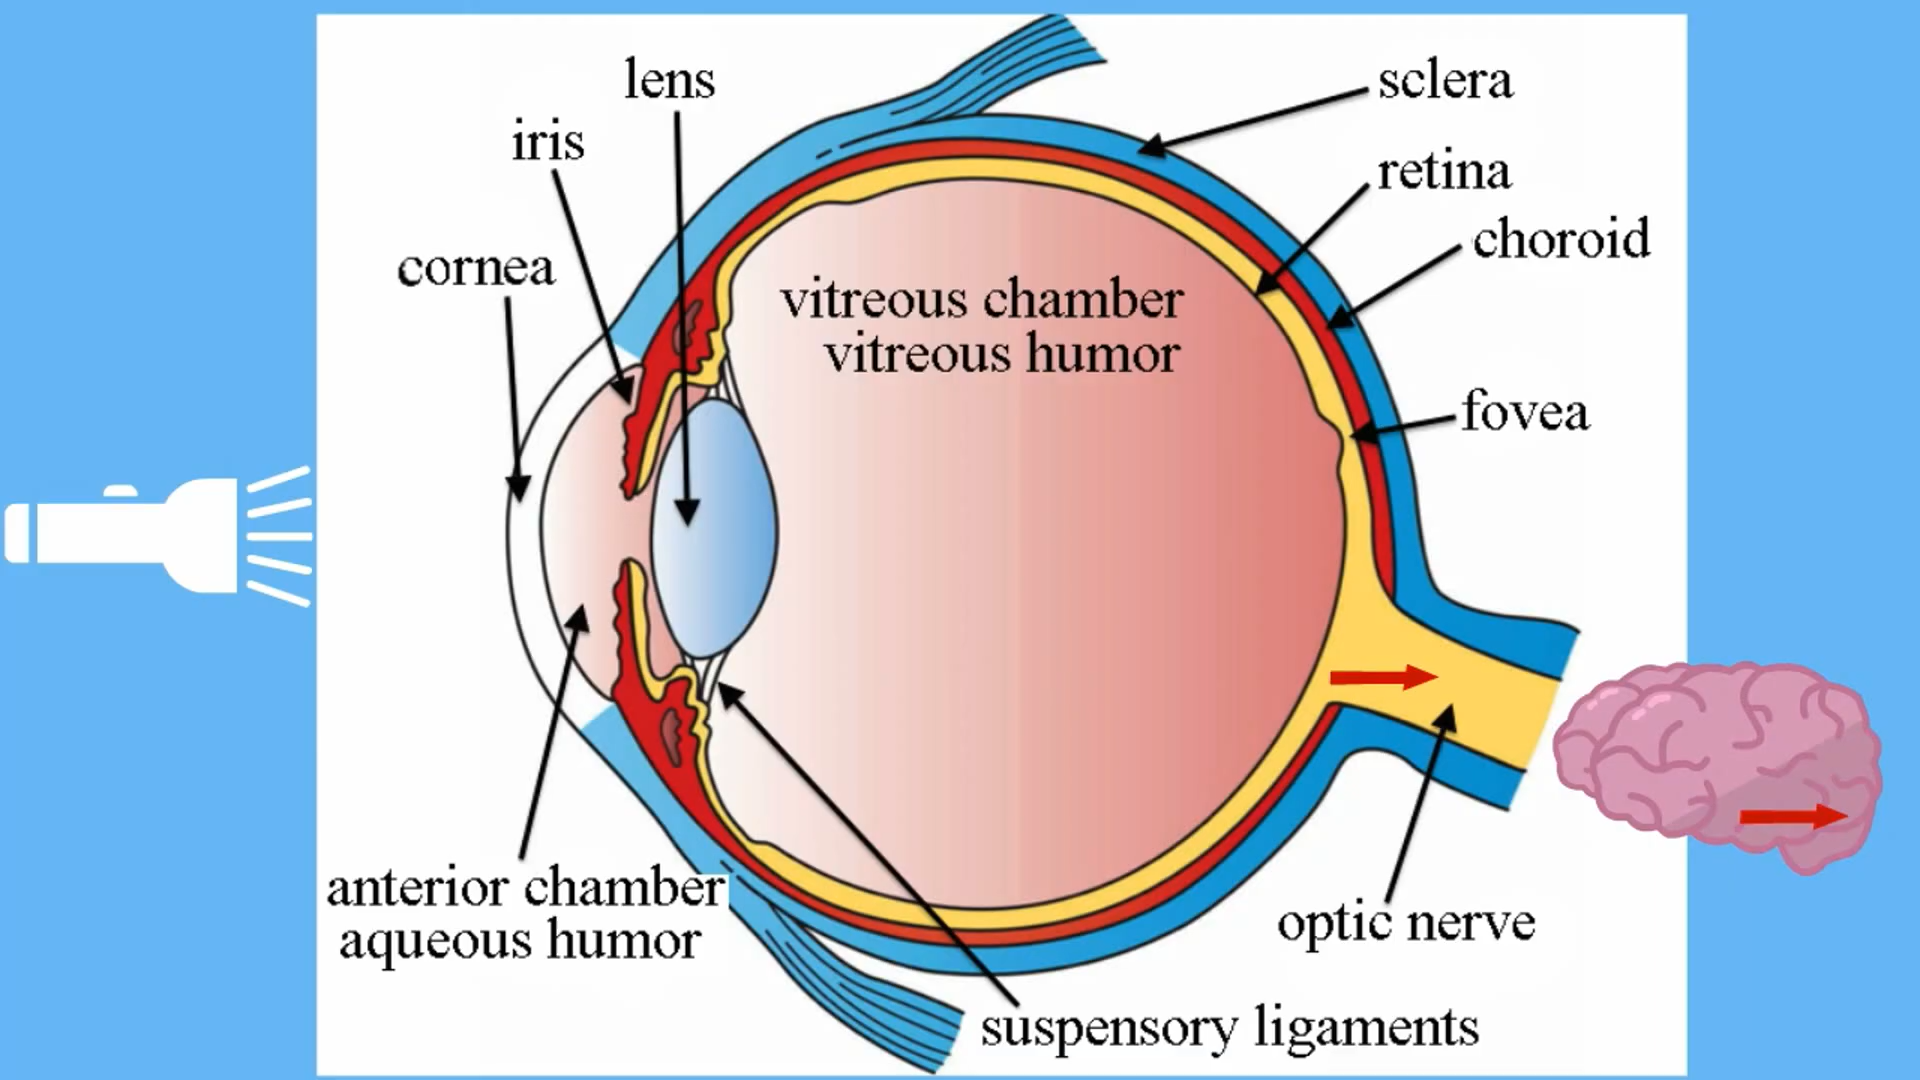 lens
sclera
iris
retina
choroid
cornea
vitreous chamber
vitreous humor
fovea
anterior chamber
aqueous humor
optic nerve
suspensory ligaments